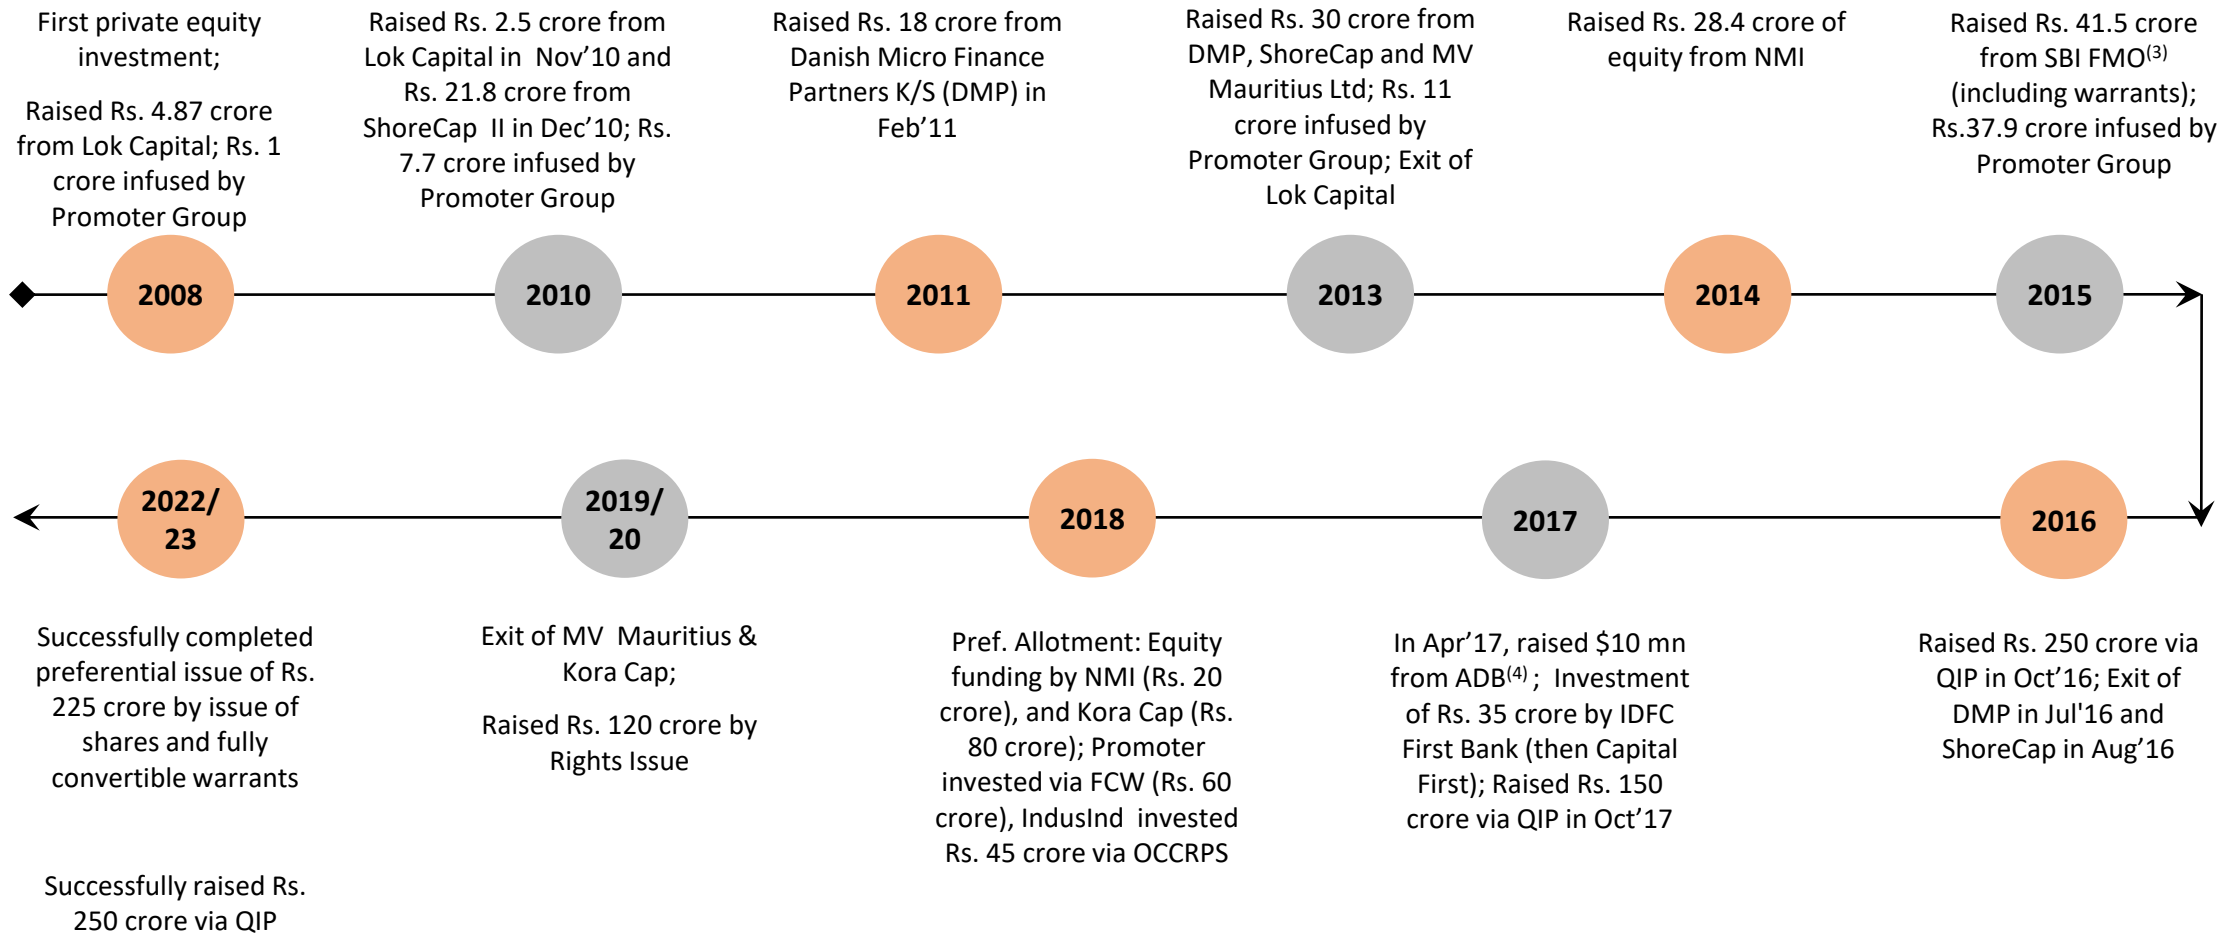 First private equity
investment;
Raised Rs. 4.87 crore
from Lok Capital; Rs. 1
crore infused by
Promoter Group
Raised Rs. 2.5 crore from
Lok Capital in  Nov’10 and
Rs. 21.8 crore from
ShoreCap  II in Dec’10; Rs.
7.7 crore infused by
Promoter Group
Raised Rs. 18 crore from
Danish Micro Finance
Partners K/S (DMP) in
Feb’11
Raised Rs. 30 crore from
DMP, ShoreCap and MV
Mauritius Ltd; Rs. 11
crore infused by
Promoter Group; Exit of
Lok Capital
Raised Rs. 28.4 crore of
equity from NMI
Raised Rs. 41.5 crore
from SBI FMO(3)
(including warrants);
Rs.37.9 crore infused by
Promoter Group
2008
2010
2011
2013
2014
2015
2022/
23
2019/
20
2018
2017
2016
Successfully completed
preferential issue of Rs.
225 crore by issue of
shares and fully
convertible warrants
Successfully raised Rs.
250 crore via QIP
Exit of MV  Mauritius &
Kora Cap;
Raised Rs. 120 crore by
Rights Issue
Pref. Allotment: Equity
funding by NMI (Rs. 20
crore), and Kora Cap (Rs.
80 crore); Promoter
invested via FCW (Rs. 60
crore), IndusInd  invested
Rs. 45 crore via OCCRPS
In Apr’17, raised $10 mn
from ADB(4) ;  Investment
of Rs. 35 crore by IDFC
First Bank (then Capital
First); Raised Rs. 150
crore via QIP in Oct’17
Raised Rs. 250 crore via
QIP in Oct’16; Exit of
DMP in Jul'16 and
ShoreCap in Aug’16